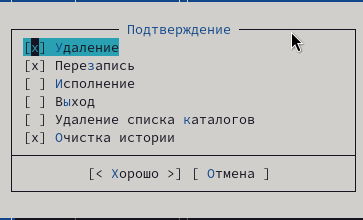 Подтверждение
[x] Удаление
[x] Перезапись
[ ] Исполнение
[ ] Выход
[ ] Удаление списка каталогов
[x] Очистка истории
[< Хорошо >] [ Отмена ]